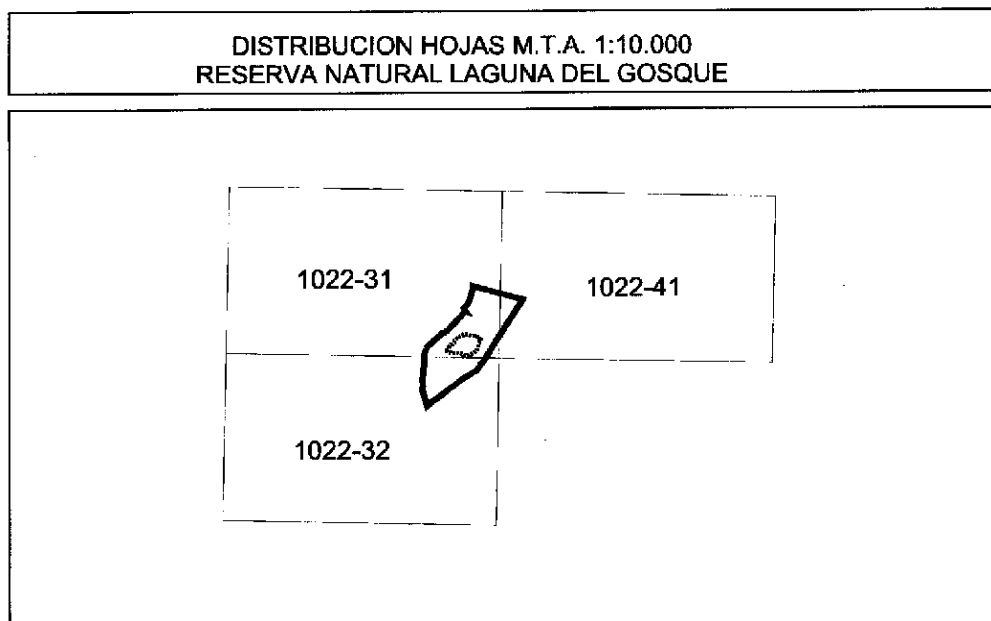 DISTRIBUCION HOJAS M.T.A. 1:10.000
RESERVA NATURAL LAGUNA DEL GOSQUE
1022-31
1022-41
1022-32